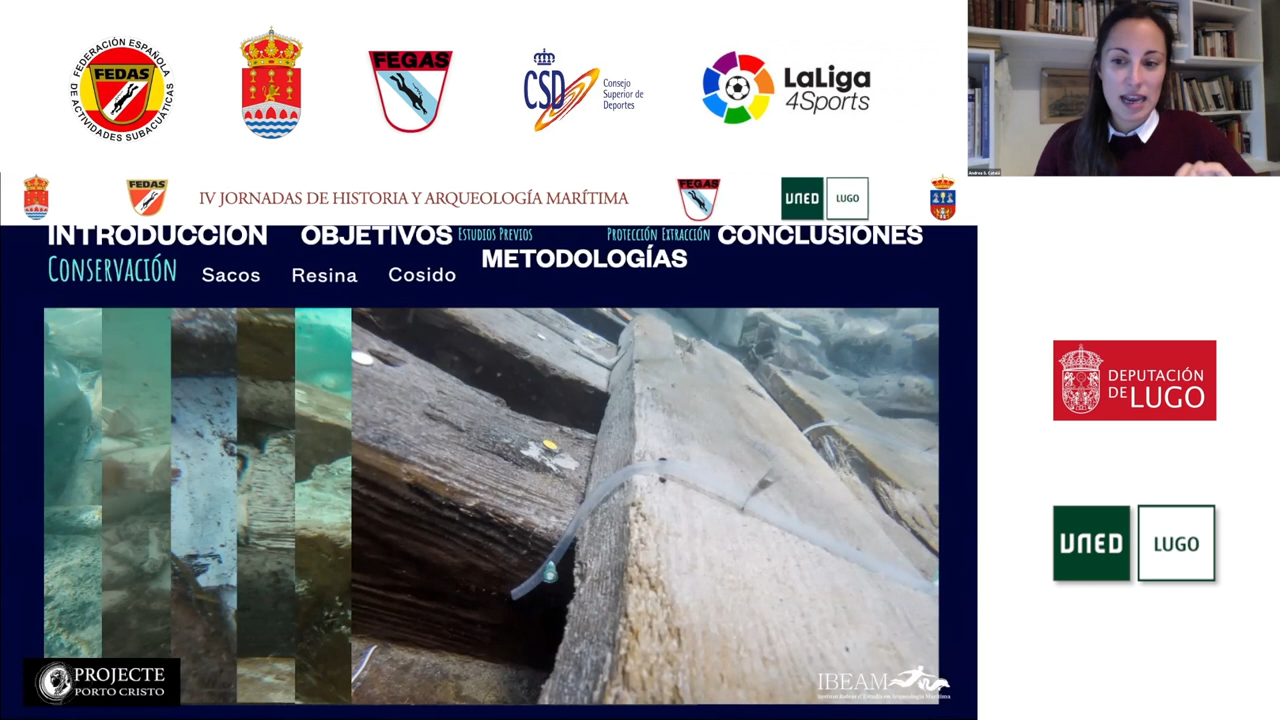 FEDERACIÓN ESPAÑOLA
DE ACTIVIDADES SUBACUÁTICAS
FEDAS
FEGAS
CSD
Consejo
Superior de
Deportes
LaLiga
4Sports
FEDAS
IV JORNADAS DE HISTORIA Y ARQUEOLOGÍA MARÍTIMA
FEGAS
UNED
LUGO
INTRODUCCIÓN OBJETIVOS Estudios Previos Protección Extracción CONCLUSIONES
METODOLOGÍAS
Conservación Sacos Resina Cosido
DEPUTACIÓN
DE LUGO
UNED
LUGO
PROJECTE
PORTO CRISTO
IBEAM